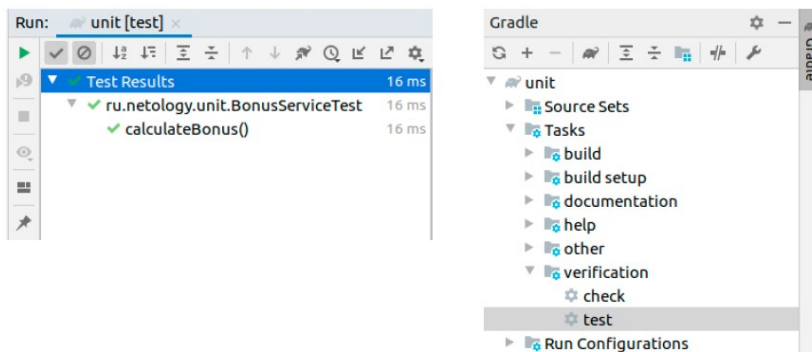 Run: unit [test] ×
Test Results 16 ms
ru.netology.unit.BonusServiceTest 16 ms
calculateBonus() 16 ms
Gradle
unit
Source Sets
Tasks
build
build setup
documentation
help
other
verification
check
test
Run Configurations
Gradle